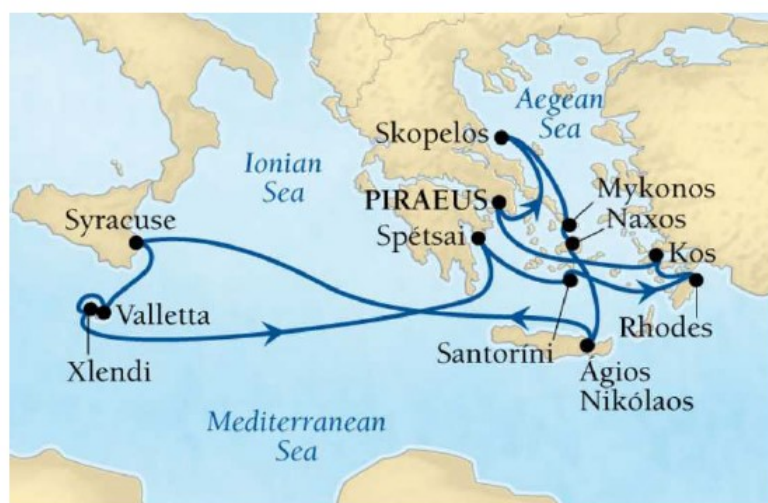 Aegean
Sea
Skopelos
Ionian
Sea
PIRAEUS
Mykonos
Naxos
Syracuse
Spétsai
Kos
Valletta
Rhodes
Xlendi
Santoríni
Ágios
Nikólaos
Mediterranean
Sea